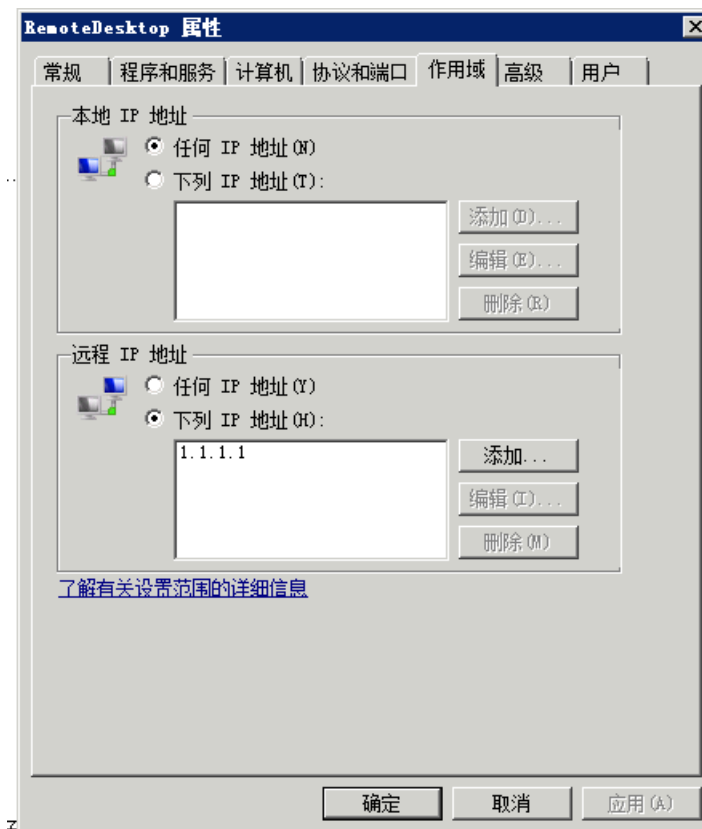 RemoteDesktop 属性
常规 程序和服务 计算机 协议和端口 作用域 高级 用户
本地 IP 地址
任何 IP 地址(N)
下列 IP 地址(T):
添加(D)...
编辑(E)...
删除(R)
远程 IP 地址
任何 IP 地址(Y)
下列 IP 地址(H):
1.1.1.1
添加...
编辑(I)...
删除(M)
了解有关设置范围的详细信息
确定 取消 应用(A)